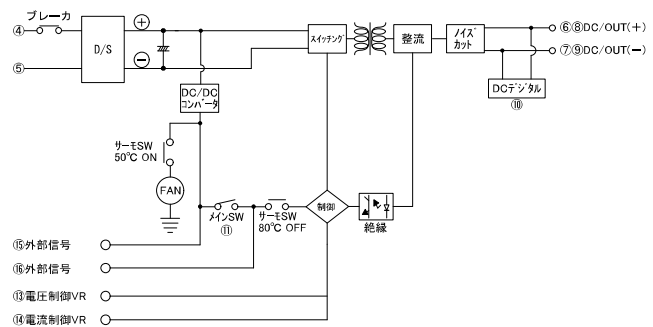 ブレーカ
④
⑤
D/S
+
−
スイッチング
整流
ノイズ
カット
⑥⑧DC/OUT(+)
⑦⑨DC/OUT(−)
DCデジタル
⑩
DC/DC
コンバータ
サーモSW
50℃ ON
FAN
メインSW
⑪
サーモSW
80℃ OFF
制御
絶縁
⑮外部信号
⑯外部信号
⑬電圧制御VR
⑭電流制御VR